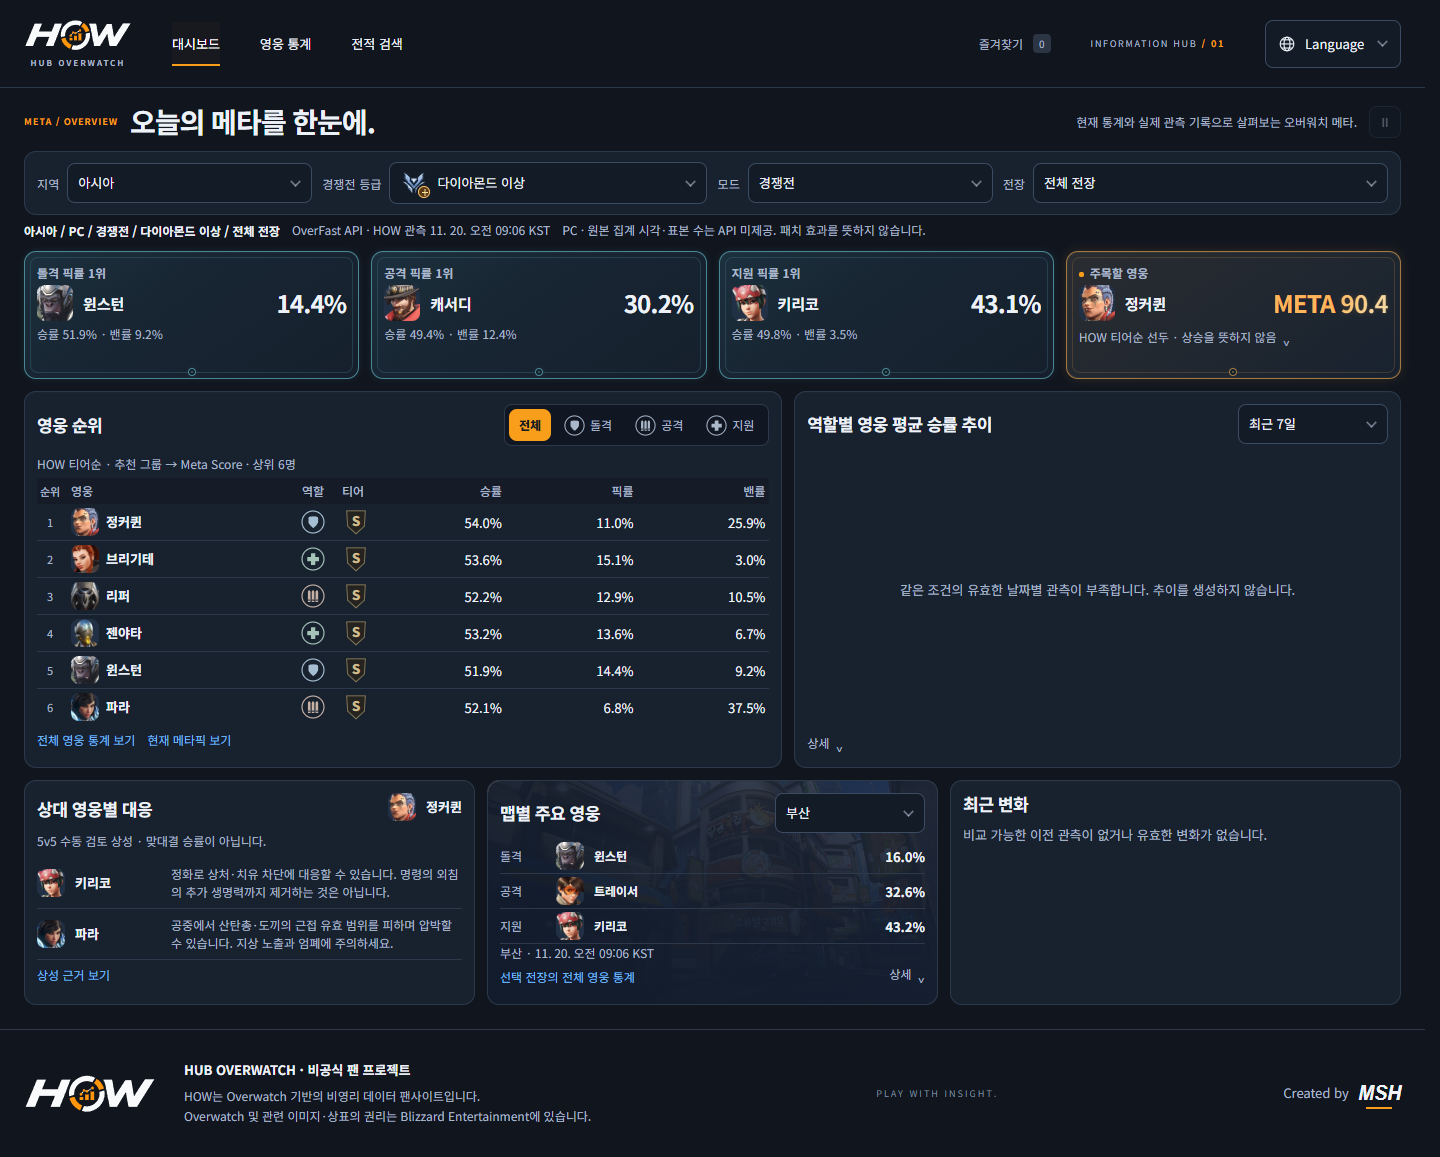 HOW
HUB OVERWATCH
대시보드
영웅 통계
전적 검색
즐겨찾기 0
INFORMATION HUB / 01
Language
META / OVERVIEW
오늘의 메타를 한눈에.
현재 통계와 실제 관측 기록으로 살펴보는 오버워치 메타.
지역 아시아
경쟁전 등급 다이아몬드 이상
모드 경쟁전
전장 전체 전장
아시아 / PC / 경쟁전 / 다이아몬드 이상 / 전체 전장 OverFast API · HOW 관측 11. 20. 오전 09:06 KST PC · 원본 집계 시각·표본 수는 API 미제공. 패치 효과를 뜻하지 않습니다.
돌격 픽률 1위
윈스턴 14.4%
승률 51.9% · 밴률 9.2%
공격 픽률 1위
캐서디 30.2%
승률 49.4% · 밴률 12.4%
지원 픽률 1위
키리코 43.1%
승률 49.8% · 밴률 3.5%
주목할 영웅
정커퀸 META 90.4
HOW 티어순 선두 · 상승을 뜻하지 않음
영웅 순위
전체 돌격 공격 지원
HOW 티어순 · 추천 그룹 → Meta Score · 상위 6명
순위 영웅 역할 티어 승률 픽률 밴률
1 정커퀸 S 54.0% 11.0% 25.9%
2 브리기테 S 53.6% 15.1% 3.0%
3 리퍼 S 52.2% 12.9% 10.5%
4 젠야타 S 53.2% 13.6% 6.7%
5 윈스턴 S 51.9% 14.4% 9.2%
6 파라 S 52.1% 6.8% 37.5%
전체 영웅 통계 보기 현재 메타픽 보기
역할별 영웅 평균 승률 추이
최근 7일
같은 조건의 유효한 날짜별 관측이 부족합니다. 추이를 생성하지 않습니다.
상세
상대 영웅별 대응
정커퀸
5v5 수동 검토 상성 · 맞대결 승률이 아닙니다.
키리코
정화로 상처·치유 차단에 대응할 수 있습니다. 명령의 외침
의 추가 생명력까지 제거하는 것은 아닙니다.
파라
공중에서 산탄총·도끼의 근접 유효 범위를 피하며 압박할
수 있습니다. 지상 노출과 엄폐에 주의하세요.
상성 근거 보기
맵별 주요 영웅
부산
돌격 윈스턴 16.0%
공격 트레이서 32.6%
지원 키리코 43.2%
부산 · 11. 20. 오전 09:06 KST
선택 전장의 전체 영웅 통계
상세
최근 변화
비교 가능한 이전 관측이 없거나 유효한 변화가 없습니다.
HOW
HUB OVERWATCH · 비공식 팬 프로젝트
HOW는 Overwatch 기반의 비영리 데이터 팬사이트입니다.
Overwatch 및 관련 이미지·상표의 권리는 Blizzard Entertainment에 있습니다.
PLAY WITH INSIGHT.
Created by MSH